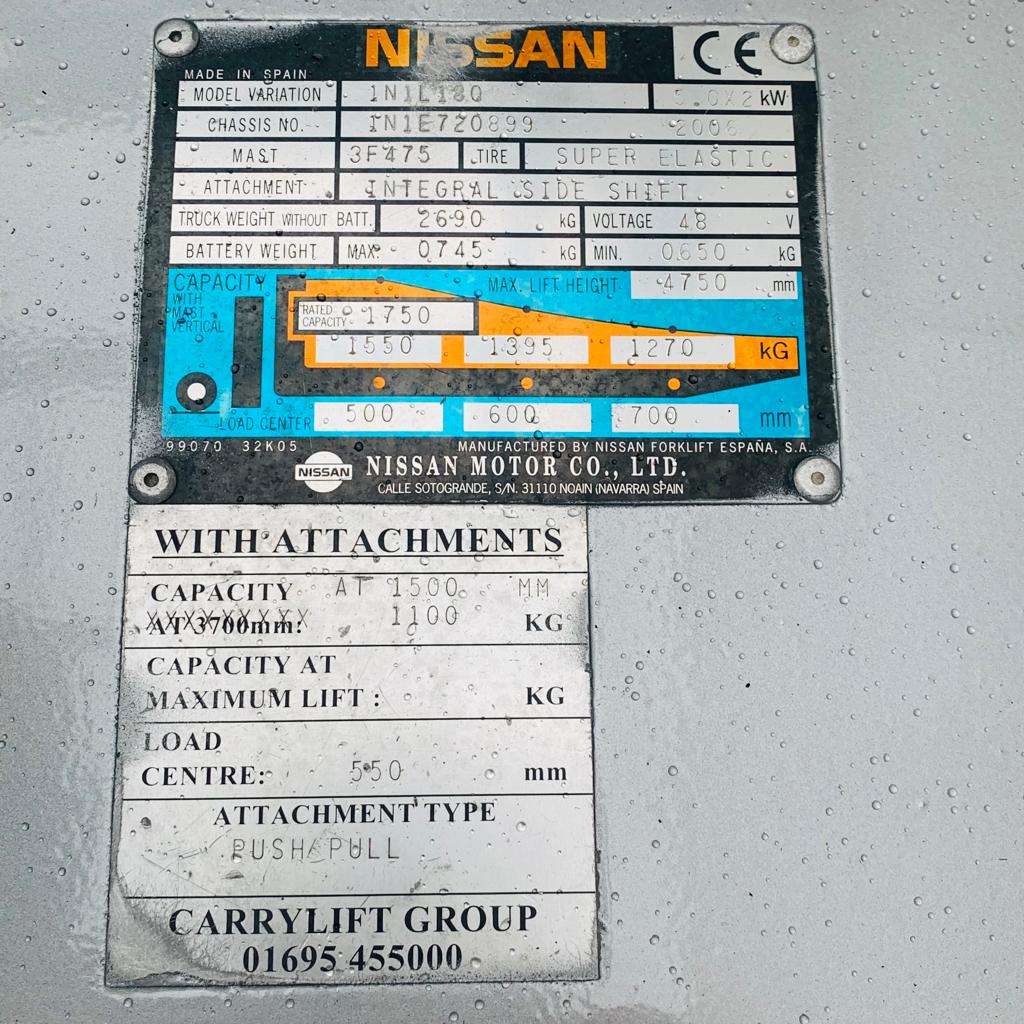 NISSAN CE
MADE IN SPAIN
MODEL VARIATION 1N1L18Q 5.0X2 kW
CHASSIS NO. 1N1E720899 2006
MAST 3F475 TIRE SUPER ELASTIC
ATTACHMENT INTEGRAL SIDE SHIFT
TRUCK WEIGHT WITHOUT BATT. 2690 kG VOLTAGE 48 V
BATTERY WEIGHT MAX. 0745 kG MIN. 0650 kG
CAPACITY MAX. LIFT HEIGHT 4750 mm
WITH
MAST
VERTICAL
RATED
CAPACITY 1750
1550 1395 1270 kG
LOAD CENTER 500 600 700 mm
99070 32K05 MANUFACTURED BY NISSAN FORKLIFT ESPAÑA, S.A.
NISSAN NISSAN MOTOR CO., LTD.
CALLE SOTOGRANDE, S/N. 31110 NOAIN (NAVARRA) SPAIN
WITH ATTACHMENTS
CAPACITY AT 1500 MM
AT 3700mm: XXXXXXXXX 1100 KG
CAPACITY AT
MAXIMUM LIFT : KG
LOAD
CENTRE: 550 mm
ATTACHMENT TYPE
PUSH/PULL
CARRYLIFT GROUP
01695 455000